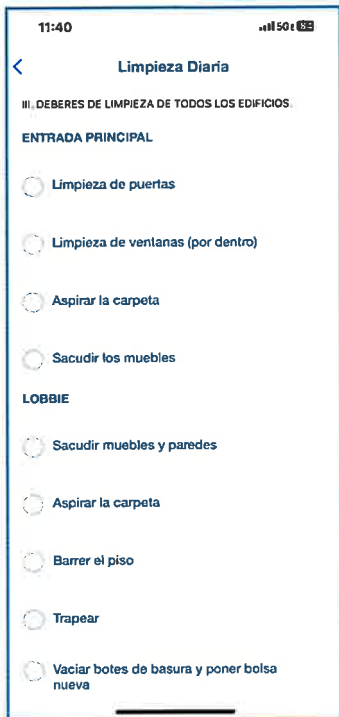 11:40
5G
Limpieza Diaria
III. DEBERES DE LIMPIEZA DE TODOS LOS EDIFICIOS.
ENTRADA PRINCIPAL
Limpieza de puertas
Limpieza de ventanas (por dentro)
Aspirar la carpeta
Sacudir los muebles
LOBBIE
Sacudir muebles y paredes
Aspirar la carpeta
Barrer el piso
Trapear
Vaciar botes de basura y poner bolsa
nueva